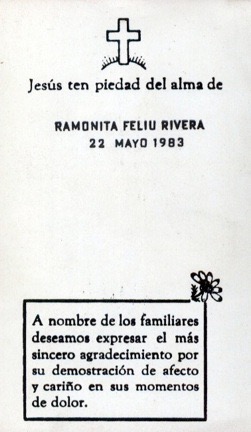 Jesús ten piedad del alma de
RAMONITA FELIU RIVERA
22 MAYO 1983
A nombre de los familiares
deseamos expresar el más
sincero agradecimiento por
su demostración de afecto
y cariño en sus momentos
de dolor.